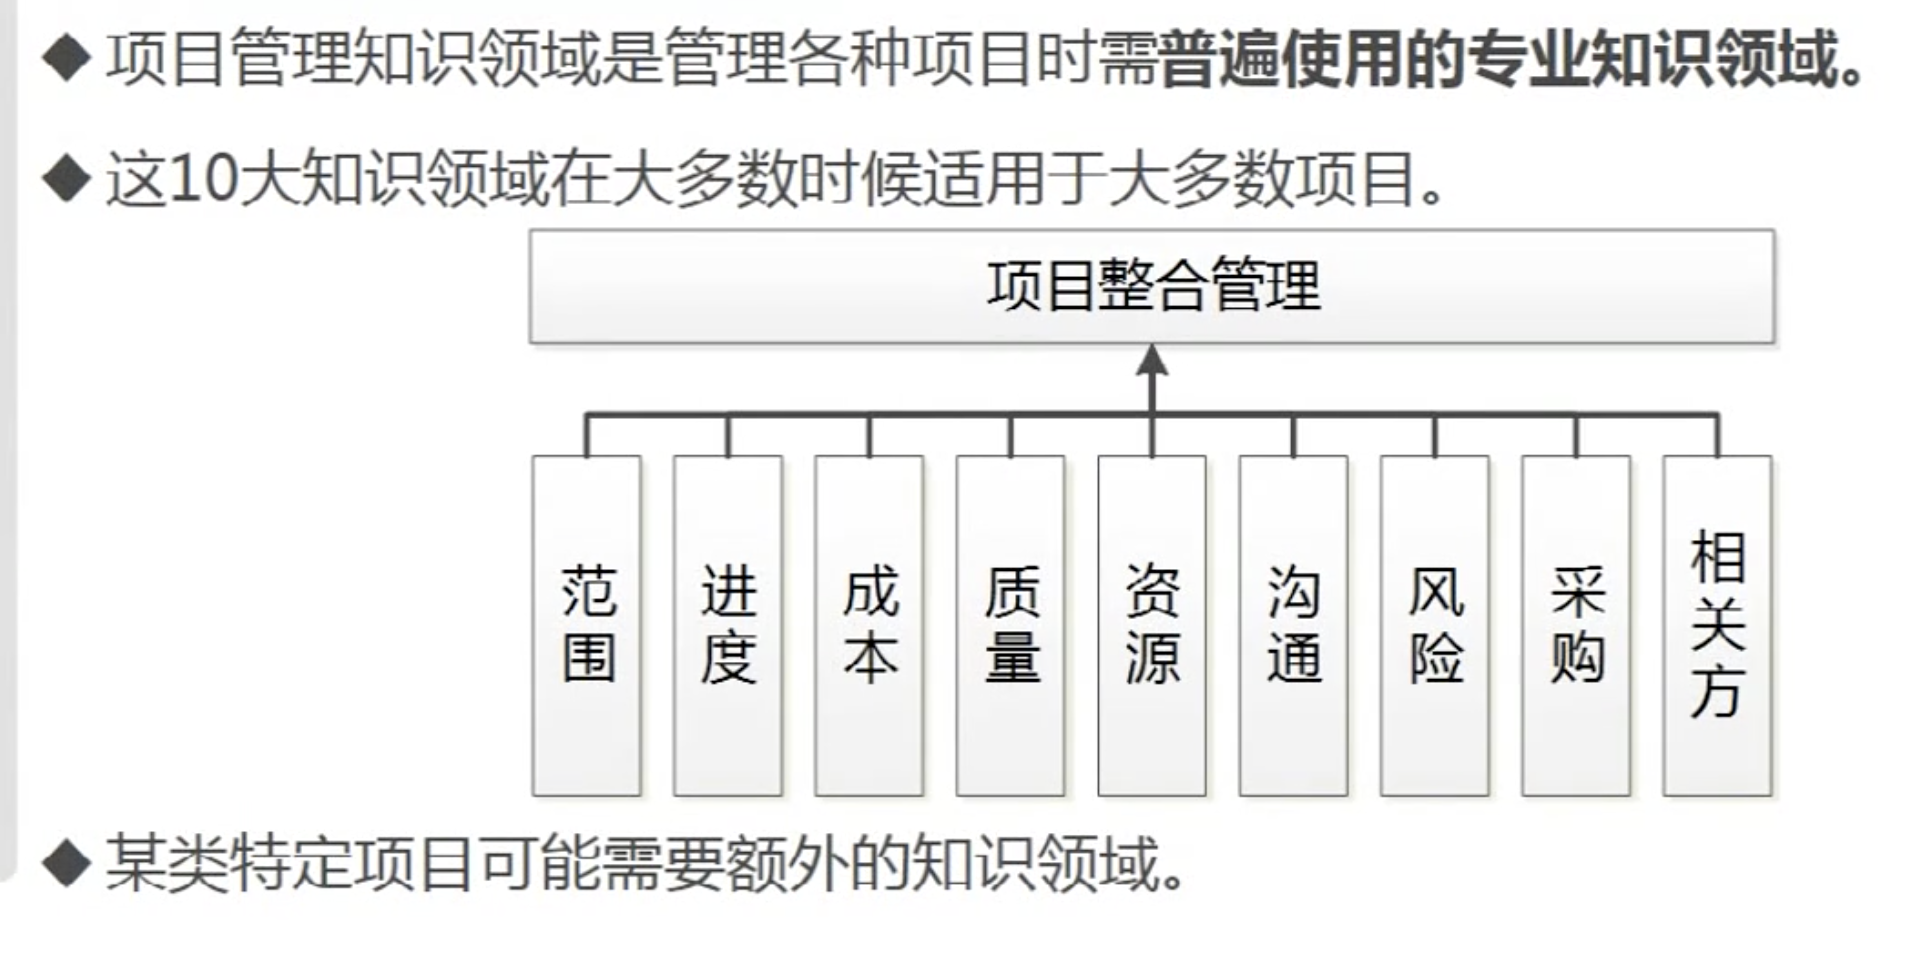 ◆项目管理知识领域是管理各种项目时需普遍使用的专业知识领域。
◆这10大知识领域在大多数时候适用于大多数项目。
项目整合管理
范围
进度
成本
质量
资源
沟通
风险
采购
相关方
◆某类特定项目可能需要额外的知识领域。